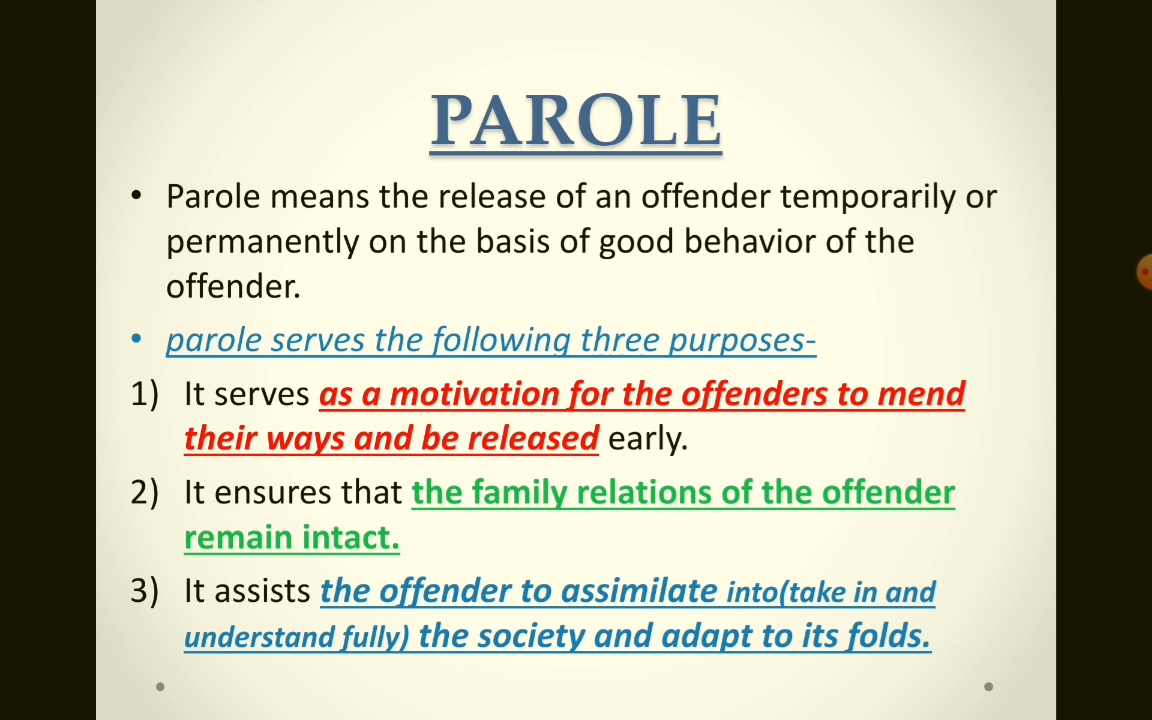 PAROLE
• Parole means the release of an offender temporarily or
permanently on the basis of good behavior of the
offender.
• parole serves the following three purposes-
1) It serves as a motivation for the offenders to mend
their ways and be released early.
2) It ensures that the family relations of the offender
remain intact.
3) It assists the offender to assimilate into(take in and
understand fully) the society and adapt to its folds.